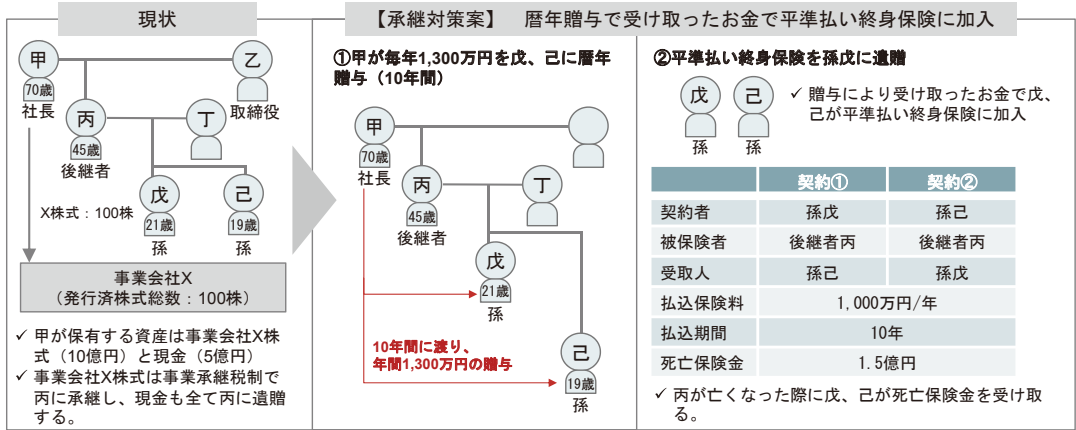 現状
【承継対策案】 暦年贈与で受け取ったお金で平準払い終身保険に加入
甲
70歳
社長
乙
取締役
丙
45歳
後継者
丁
戊
21歳
孫
己
19歳
孫
X株式：100株
事業会社X
（発行済株式総数：100株）
✓ 甲が保有する資産は事業会社X株
式（10億円）と現金（5億円）
✓ 事業会社X株式は事業承継税制で
丙に承継し、現金も全て丙に遺贈
する。
①甲が毎年1,300万円を戊、己に暦年
贈与（10年間）
甲
70歳
社長
丙
45歳
後継者
丁
戊
21歳
孫
己
19歳
孫
10年間に渡り、
年間1,300万円の贈与
②平準払い終身保険を孫戊に遺贈
戊
孫
己
孫
✓ 贈与により受け取ったお金で戊、
己が平準払い終身保険に加入
契約① 契約②
契約者 孫戊 孫己
被保険者 後継者丙 後継者丙
受取人 孫己 孫戊
払込保険料 1,000万円/年
払込期間 10年
死亡保険金 1.5億円
✓ 丙が亡くなった際に戊、己が死亡保険金を受け取
る。